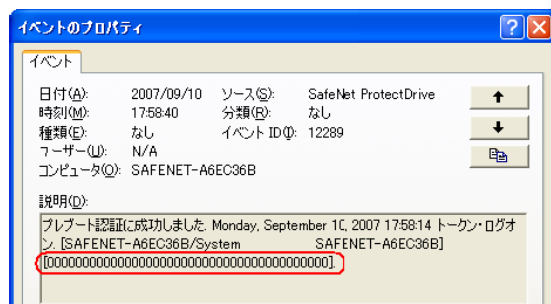 イベントのプロパティ
イベント
日付(A): 2007/09/10 ソース(S): SafeNet ProtectDrive
時刻(M): 17:58:40 分類(R): なし
種類(E): なし イベント ID(I): 12289
ユーザー(U): N/A
コンピュータ(O): SAFENET-A6EC36B
説明(D):
プレブート認証に成功しました. Monday, September 10, 2007 17:58:14 トークン・ログオ
ン. [SAFENET-A6EC36B/System SAFENET-A6EC36B]